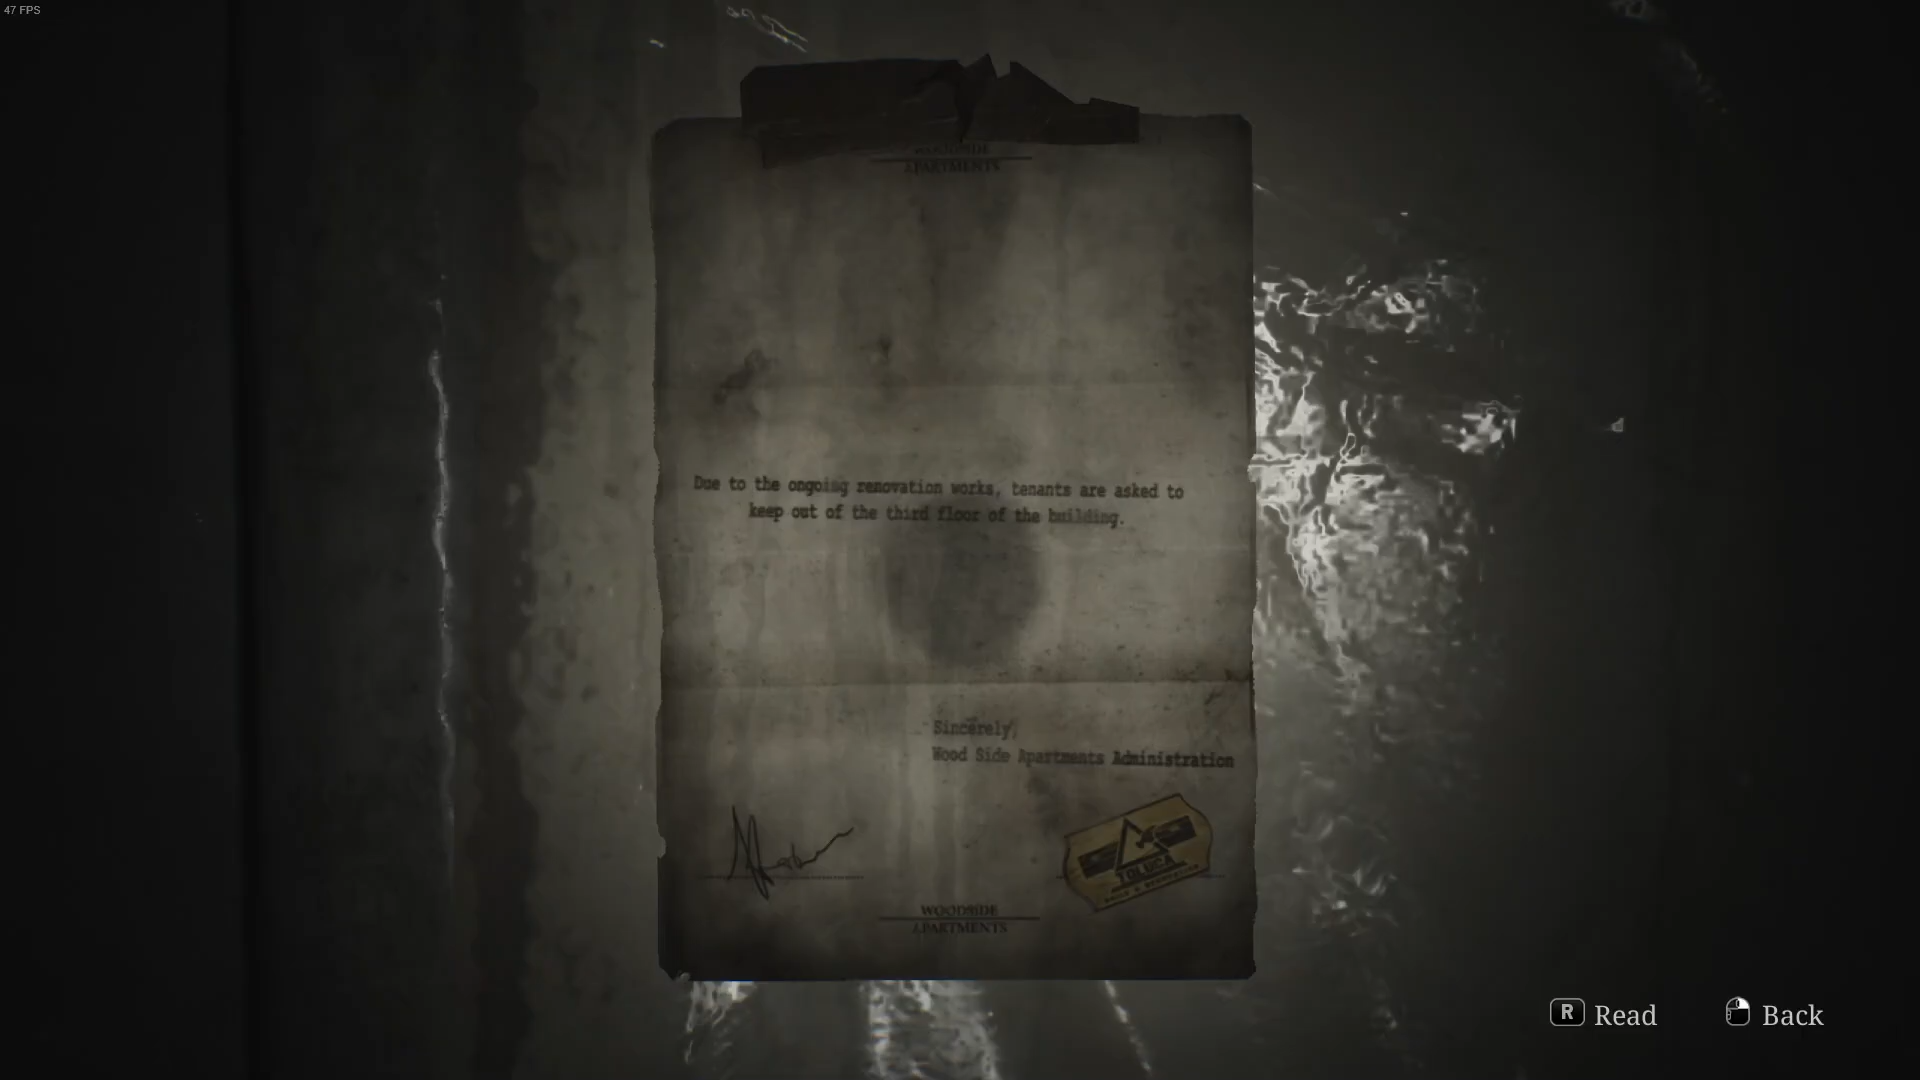 47 FPS
WOODSIDE
APARTMENTS
Due to the ongoing renovation works, tenants are asked to
keep out of the third floor of the building.
Sincerely,
Wood Side Apartments Administration
TOLUCA
WOODSIDE
APARTMENTS
R Read
Back